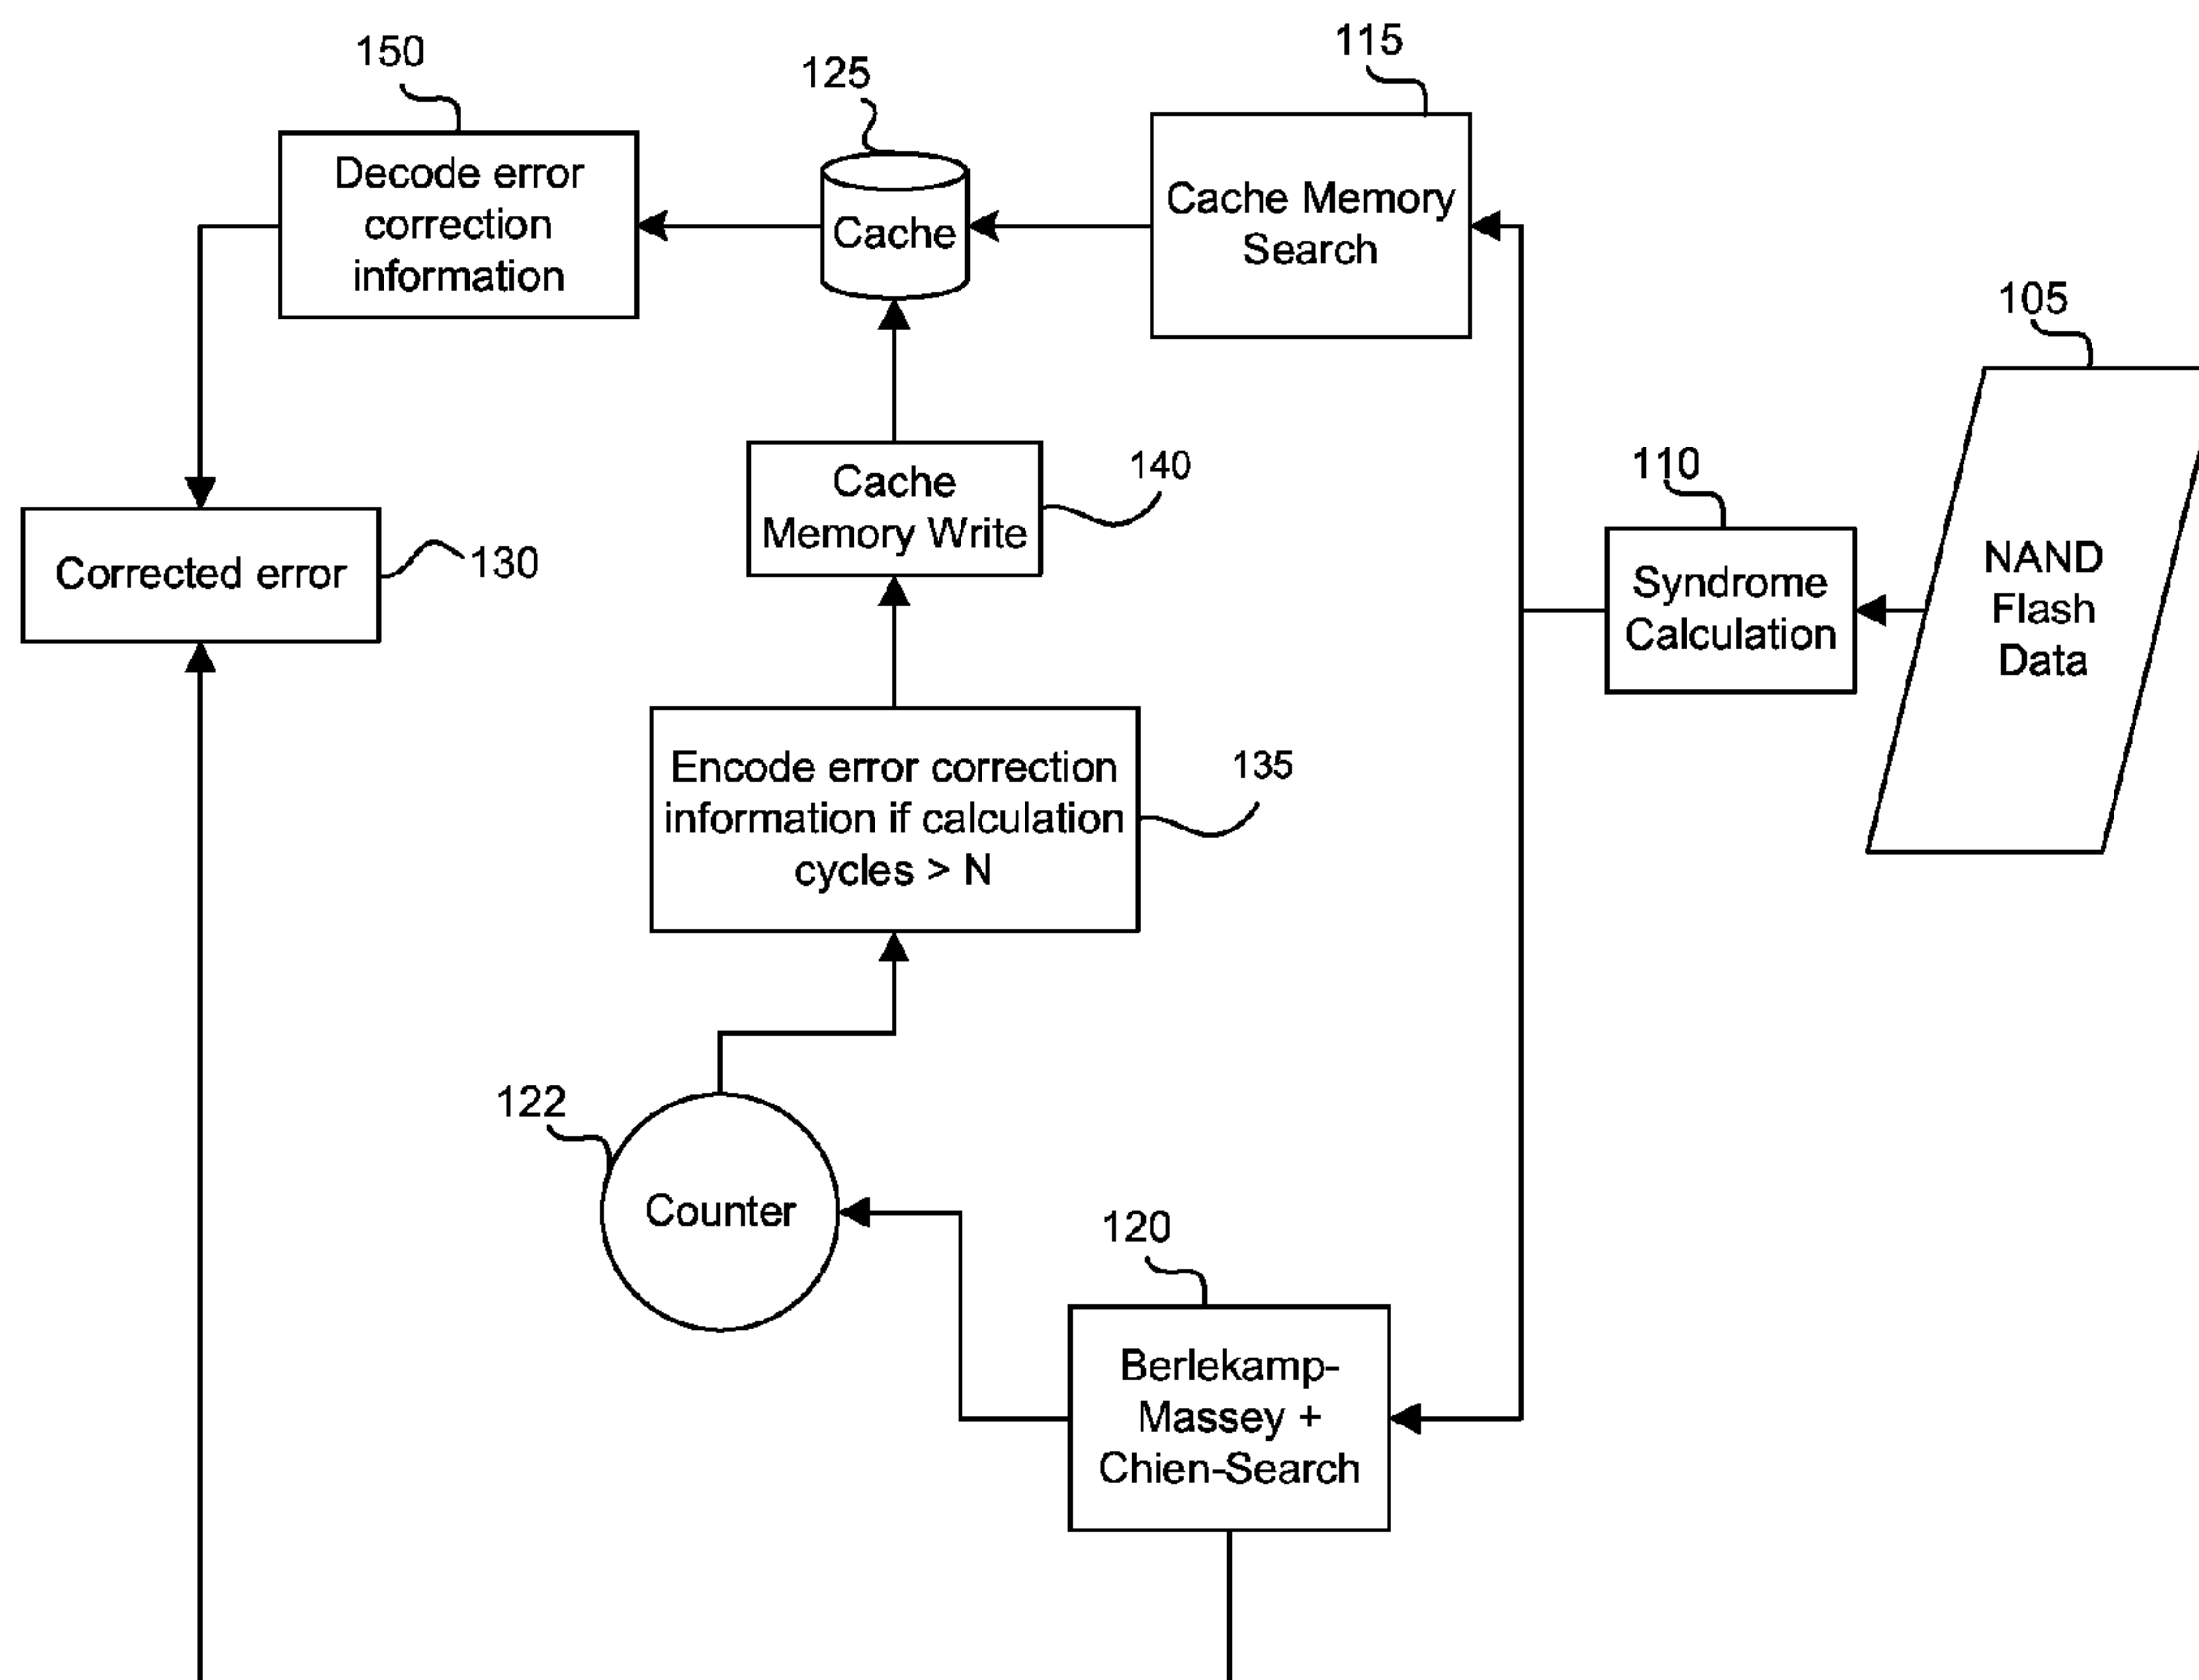 150
125
115
Decode error
correction
information
Cache
Cache Memory
Search
105
Cache
Memory Write
140
110
Corrected error
130
Syndrome
Calculation
NAND
Flash
Data
Encode error correction
information if calculation
cycles > N
135
122
Counter
120
Berlekamp-
Massey +
Chien-Search